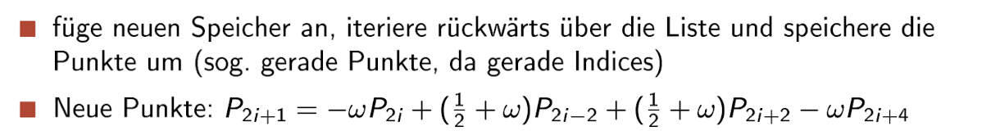 ■ füge neuen Speicher an, iteriere rückwärts über die Liste und speichere die
Punkte um (sog. gerade Punkte, da gerade Indices)
■ Neue Punkte: $P_{2i+1} = -\omega P_{2i} + (\frac{1}{2} + \omega)P_{2i-2} + (\frac{1}{2} + \omega)P_{2i+2} - \omega P_{2i+4}$